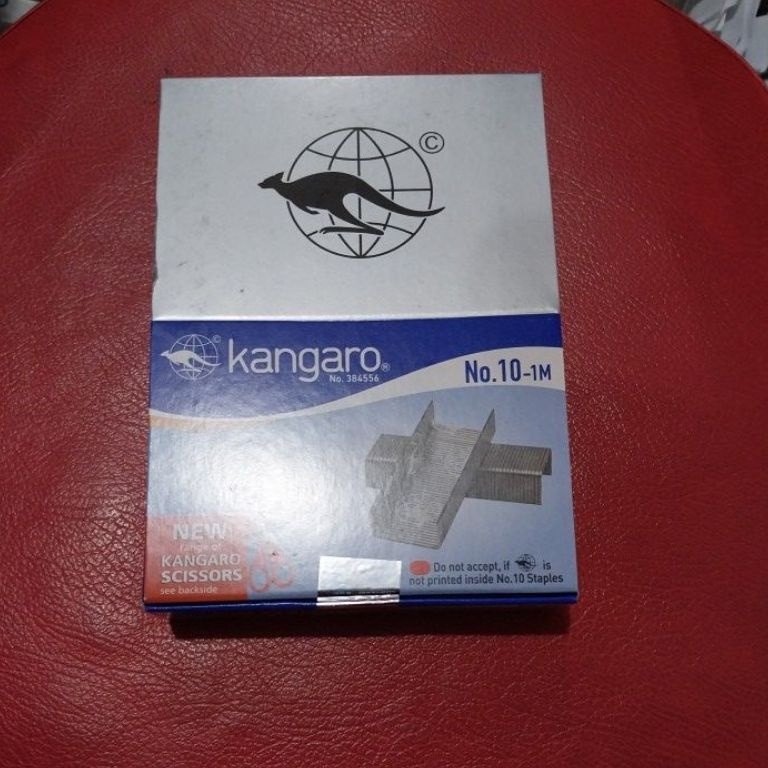 ©
kangaro®
No. 384556
No.10-1M
NEW
range of
KANGARO
SCISSORS
see backside
Do not accept, if is
not printed inside No.10 Staples